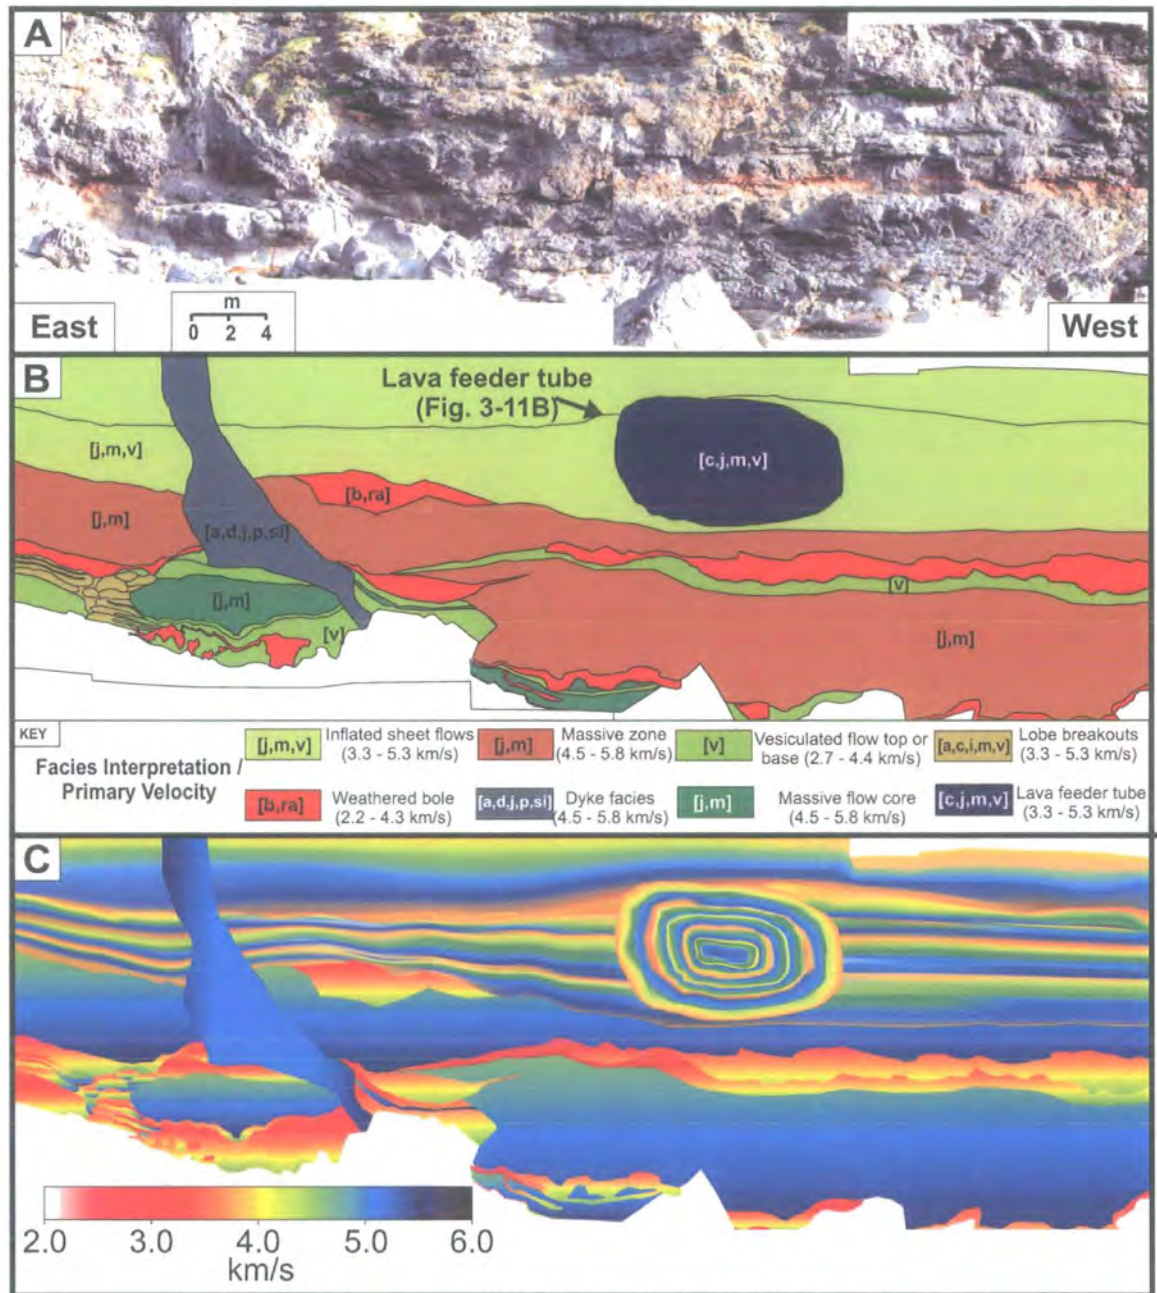 A
East
m
0 2 4
West
B
Lava feeder tube
(Fig. 3-11B)
[j,m,v]
[c,j,m,v]
[b,ra]
[j,m]
[a,d,j,p,si]
[v]
[j,m]
[v]
[j,m]
KEY
Facies Interpretation /
Primary Velocity
[j,m,v] Inflated sheet flows
(3.3 - 5.3 km/s)
[j,m] Massive zone
(4.5 - 5.8 km/s)
[v] Vesiculated flow top or
base (2.7 - 4.4 km/s)
[a,c,i,m,v] Lobe breakouts
(3.3 - 5.3 km/s)
[b,ra] Weathered bole
(2.2 - 4.3 km/s)
[a,d,j,p,si] Dyke facies
(4.5 - 5.8 km/s)
[j,m] Massive flow core
(4.5 - 5.8 km/s)
[c,j,m,v] Lava feeder tube
(3.3 - 5.3 km/s)
C
2.0 3.0 4.0 5.0 6.0
km/s